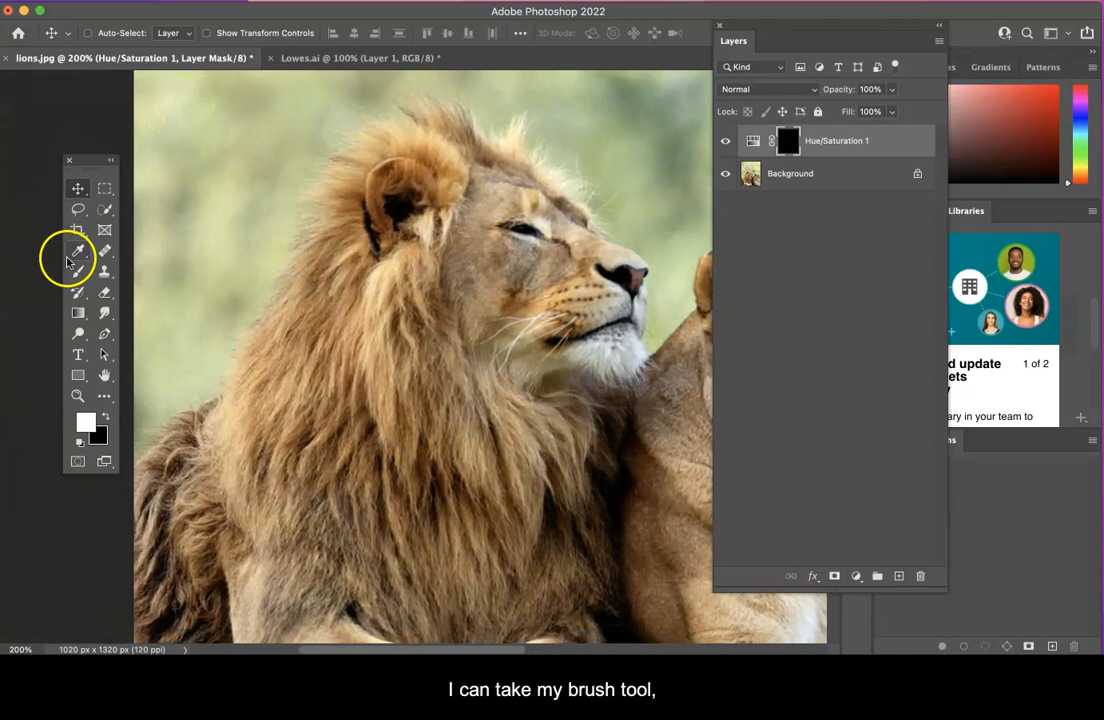 Adobe Photoshop 2022
Auto-Select: Layer Show Transform Controls 3D Mode:
lions.jpg @ 200% (Hue/Saturation 1, Layer Mask/8) *
Lowes.ai @ 100% (Layer 1, RGB/8) *
Layers
Kind
Normal Opacity: 100%
Lock: Fill: 100%
Hue/Saturation 1
Background
Gradients Patterns
Libraries
d update 1 of 2
ets
y
ary in your team to
200% 1020 px x 1320 px (120 ppi)
I can take my brush tool,